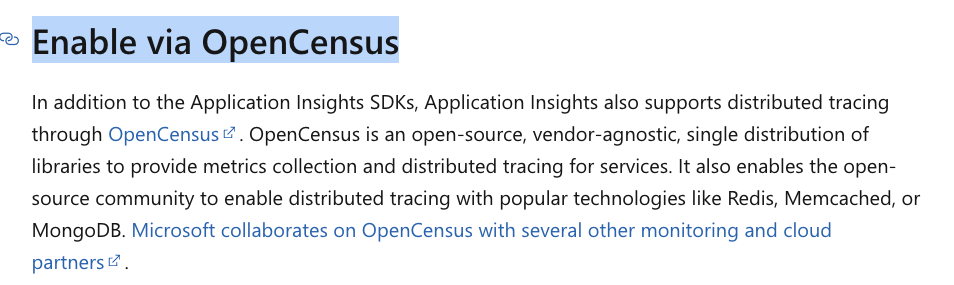 Enable via OpenCensus
In addition to the Application Insights SDKs, Application Insights also supports distributed tracing
through OpenCensus. OpenCensus is an open-source, vendor-agnostic, single distribution of
libraries to provide metrics collection and distributed tracing for services. It also enables the open-
source community to enable distributed tracing with popular technologies like Redis, Memcached, or
MongoDB. Microsoft collaborates on OpenCensus with several other monitoring and cloud
partners.